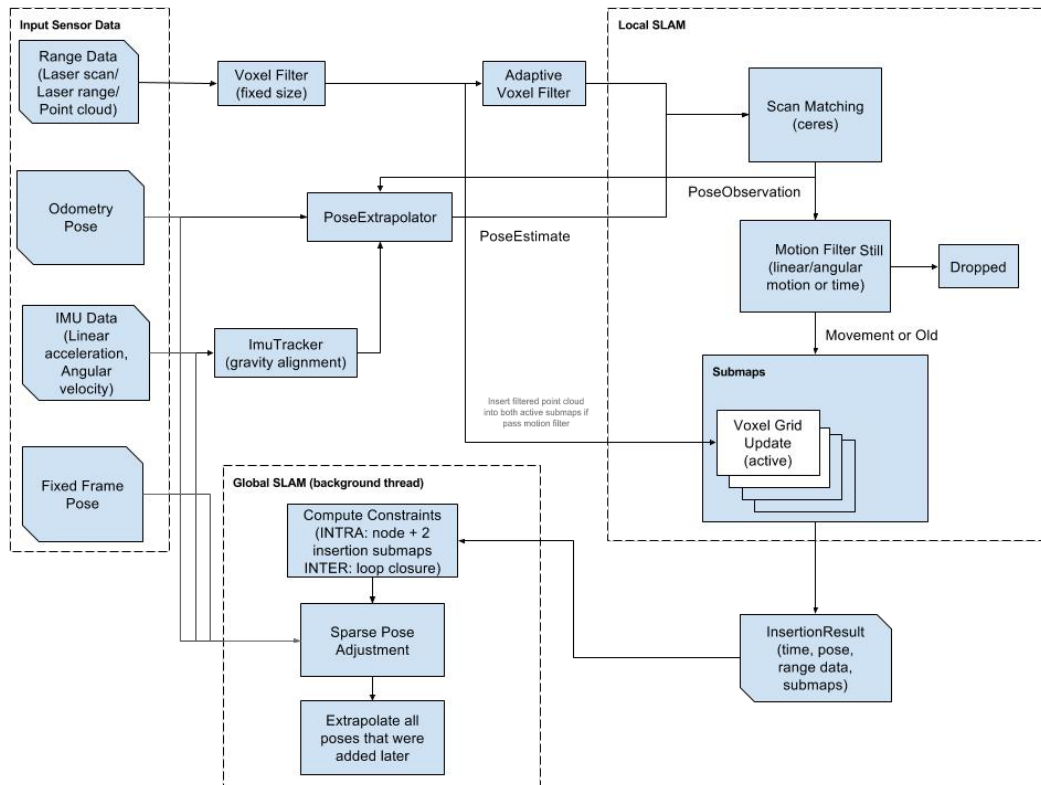 Input Sensor Data
Range Data
(Laser scan/
Laser range/
Point cloud)
Voxel Filter
(fixed size)
Adaptive
Voxel Filter
Local SLAM
Scan Matching
(ceres)
Odometry
Pose
PoseExtrapolator
PoseObservation
PoseEstimate
Motion Filter
(linear/angular
motion or time)
Still
Dropped
IMU Data
(Linear
acceleration,
Angular
velocity)
ImuTracker
(gravity alignment)
Movement or Old
Submaps
Insert filtered point cloud
into both active submaps if
pass motion filter
Voxel Grid
Update
(active)
Fixed Frame
Pose
Global SLAM (background thread)
Compute Constraints
(INTRA: node + 2
insertion submaps
INTER: loop closure)
Sparse Pose
Adjustment
InsertionResult
(time, pose,
range data,
submaps)
Extrapolate all
poses that were
added later